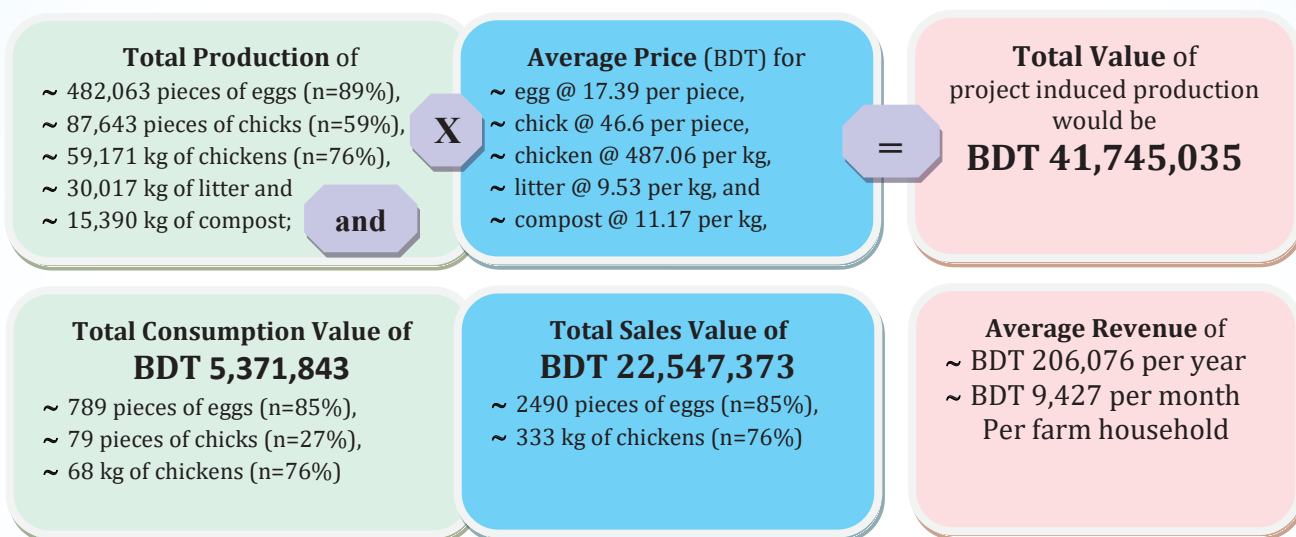 Total Production of
~ 482,063 pieces of eggs (n=89%),
~ 87,643 pieces of chicks (n=59%),
~ 59,171 kg of chickens (n=76%),
~ 30,017 kg of litter and
~ 15,390 kg of compost;
and
X
Average Price (BDT) for
~ egg @ 17.39 per piece,
~ chick @ 46.6 per piece,
~ chicken @ 487.06 per kg,
~ litter @ 9.53 per kg, and
~ compost @ 11.17 per kg,
=
Total Value of
project induced production
would be
BDT 41,745,035
Total Consumption Value of
BDT 5,371,843
~ 789 pieces of eggs (n=85%),
~ 79 pieces of chicks (n=27%),
~ 68 kg of chickens (n=76%)
Total Sales Value of
BDT 22,547,373
~ 2490 pieces of eggs (n=85%),
~ 333 kg of chickens (n=76%)
Average Revenue of
~ BDT 206,076 per year
~ BDT 9,427 per month
Per farm household